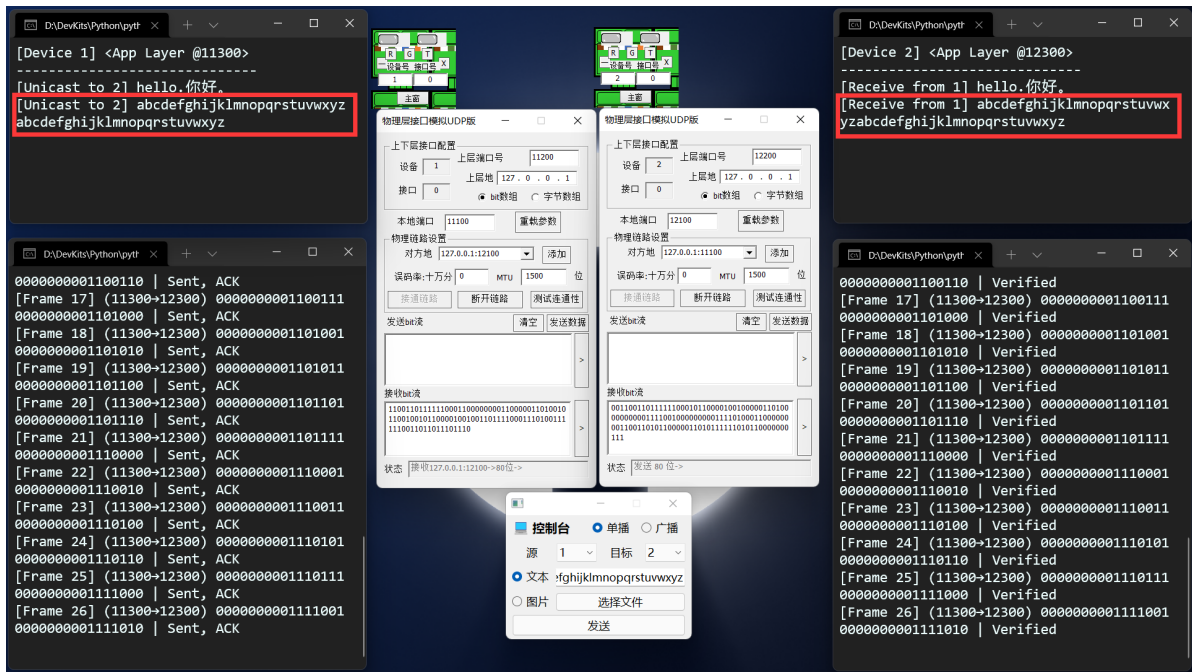 D:\DevKits\Python\pyth
[Device 1] <App Layer @11300>
------------------------------
[Unicast to 2] hello.你好。
[Unicast to 2] abcdefghijklmnopqrstuvwxyz
abcdefghijklmnopqrstuvwxyz
D:\DevKits\Python\pyth
0000000001100110 | Sent, ACK
[Frame 17] (11300→12300) 0000000001100111
0000000001101000 | Sent, ACK
[Frame 18] (11300→12300) 0000000001101001
0000000001101010 | Sent, ACK
[Frame 19] (11300→12300) 0000000001101011
0000000001101100 | Sent, ACK
[Frame 20] (11300→12300) 0000000001101101
0000000001101110 | Sent, ACK
[Frame 21] (11300→12300) 0000000001101111
0000000001110000 | Sent, ACK
[Frame 22] (11300→12300) 0000000001110001
0000000001110010 | Sent, ACK
[Frame 23] (11300→12300) 0000000001110011
0000000001110100 | Sent, ACK
[Frame 24] (11300→12300) 0000000001110101
0000000001110110 | Sent, ACK
[Frame 25] (11300→12300) 0000000001110111
0000000001111000 | Sent, ACK
[Frame 26] (11300→12300) 0000000001111001
0000000001111010 | Sent, ACK
R G T
设备号 接口号 X
1 0
主窗
物理层接口模拟UDP版
上下层接口配置
设备 1 上层端口号 11200
上层地 127 . 0 . 0 . 1
接口 0 bit数组 字节数组
本地端口 11100 重载参数
物理链路设置
对方地 127.0.0.1:12100 添加
误码率:十万分 0 MTU 1500 位
接通链路 断开链路 测试连通性
发送bit流 清空 发送数据
>
接收bit流
>
状态 接收127.0.0.1:12100->80位->
R G T
设备号 接口号 X
2 0
主窗
物理层接口模拟UDP版
上下层接口配置
设备 2 上层端口号 12200
上层地 127 . 0 . 0 . 1
接口 0 bit数组 字节数组
本地端口 12100 重载参数
物理链路设置
对方地 127.0.0.1:11100 添加
误码率:十万分 0 MTU 1500 位
接通链路 断开链路 测试连通性
发送bit流 清空 发送数据
>
接收bit流
>
111
状态 发送 80 位->
控制台 单播 广播
源 1 目标 2
文本 efghijklmnopqrstuvwxyz
图片 选择文件
发送
D:\DevKits\Python\pyth
[Device 2] <App Layer @12300>
------------------------------
[Receive from 1] hello.你好。
[Receive from 1] abcdefghijklmnopqrstuvwx
yzabcdefghijklmnopqrstuvwxyz
D:\DevKits\Python\pyth
0000000001100110 | Verified
[Frame 17] (11300→12300) 0000000001100111
0000000001101000 | Verified
[Frame 18] (11300→12300) 0000000001101001
0000000001101010 | Verified
[Frame 19] (11300→12300) 0000000001101011
0000000001101100 | Verified
[Frame 20] (11300→12300) 0000000001101101
0000000001101110 | Verified
[Frame 21] (11300→12300) 0000000001101111
0000000001110000 | Verified
[Frame 22] (11300→12300) 0000000001110001
0000000001110010 | Verified
[Frame 23] (11300→12300) 0000000001110011
0000000001110100 | Verified
[Frame 24] (11300→12300) 0000000001110101
0000000001110110 | Verified
[Frame 25] (11300→12300) 0000000001110111
0000000001111000 | Verified
[Frame 26] (11300→12300) 0000000001111001
0000000001111010 | Verified